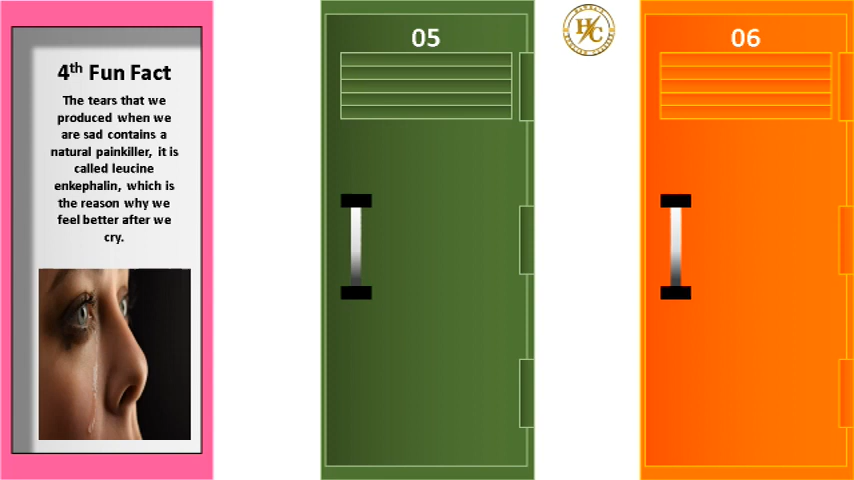 4th Fun Fact
The tears that we
produced when we
are sad contains a
natural painkiller, it is
called leucine
enkephalin, which is
the reason why we
feel better after we
cry.
05
H/C
06